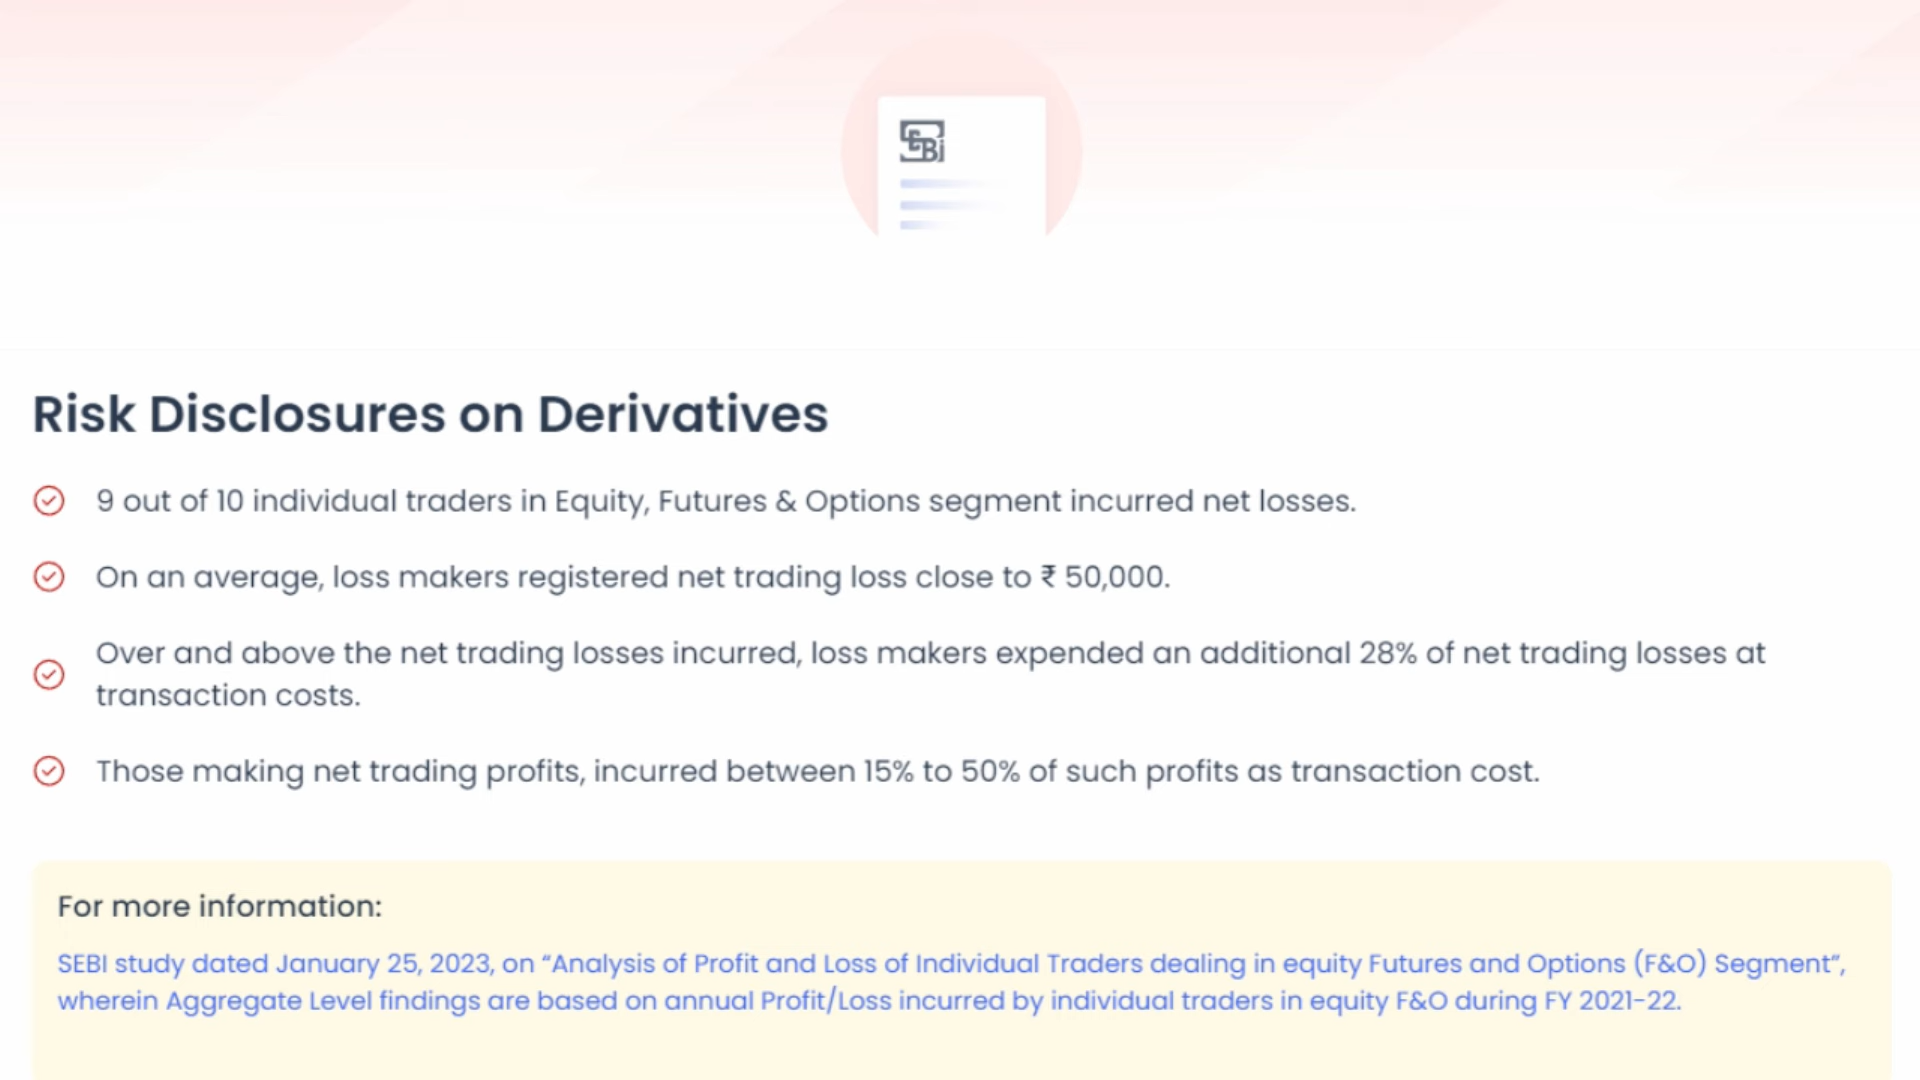 SEBI
Risk Disclosures on Derivatives
9 out of 10 individual traders in Equity, Futures & Options segment incurred net losses.
On an average, loss makers registered net trading loss close to ₹ 50,000.
Over and above the net trading losses incurred, loss makers expended an additional 28% of net trading losses at
transaction costs.
Those making net trading profits, incurred between 15% to 50% of such profits as transaction cost.
For more information:
SEBI study dated January 25, 2023, on “Analysis of Profit and Loss of Individual Traders dealing in equity Futures and Options (F&O) Segment”,
wherein Aggregate Level findings are based on annual Profit/Loss incurred by individual traders in equity F&O during FY 2021-22.